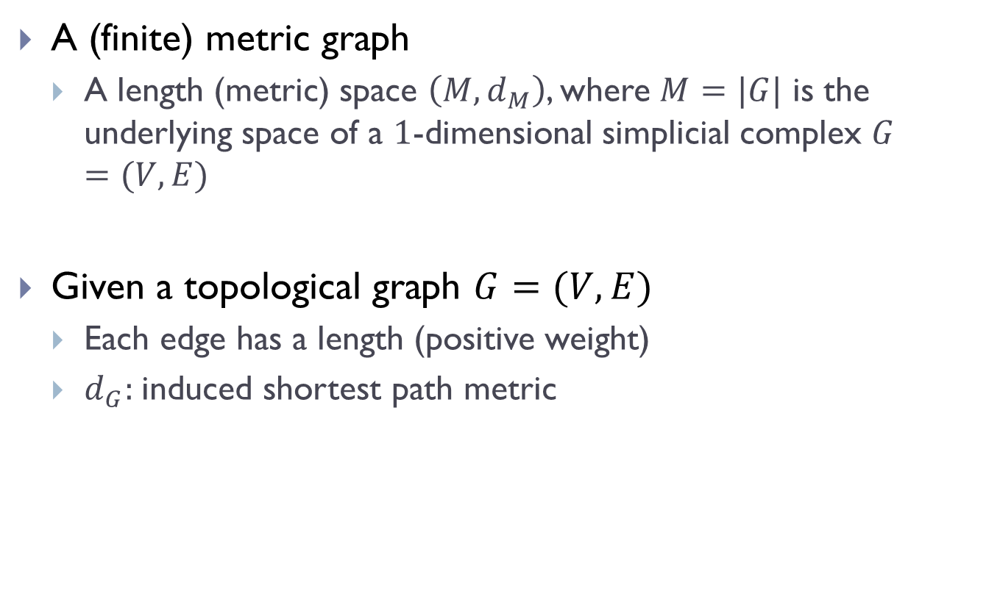 A (finite) metric graph
A length (metric) space (𝑀, 𝑑_𝑀), where 𝑀 = |𝐺| is the
underlying space of a 1-dimensional simplicial complex 𝐺
= (𝑉, 𝐸)
Given a topological graph 𝐺 = (𝑉, 𝐸)
Each edge has a length (positive weight)
𝑑_𝐺: induced shortest path metric